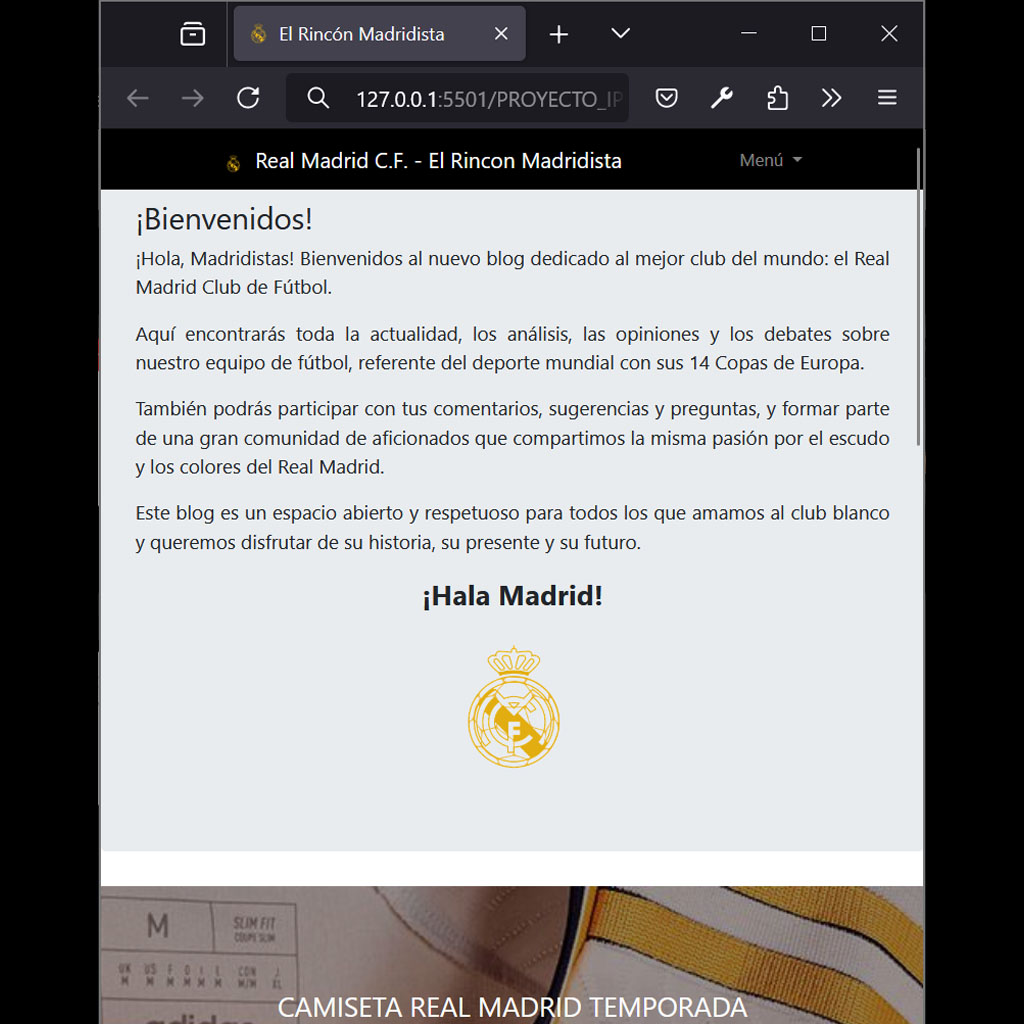 El Rincón Madridista
127.0.0.1:5501/PROYECTO_IP
Real Madrid C.F. - El Rincon Madridista
Menú
¡Bienvenidos!
¡Hola, Madridistas! Bienvenidos al nuevo blog dedicado al mejor club del mundo: el Real
Madrid Club de Fútbol.
Aquí encontrarás toda la actualidad, los análisis, las opiniones y los debates sobre
nuestro equipo de fútbol, referente del deporte mundial con sus 14 Copas de Europa.
También podrás participar con tus comentarios, sugerencias y preguntas, y formar parte
de una gran comunidad de aficionados que compartimos la misma pasión por el escudo
y los colores del Real Madrid.
Este blog es un espacio abierto y respetuoso para todos los que amamos al club blanco
y queremos disfrutar de su historia, su presente y su futuro.
¡Hala Madrid!
M
SLIM FIT
COUPE SLIM
UK US F D I E
M M M M M M
M/M XL
adidas
CAMISETA REAL MADRID TEMPORADA